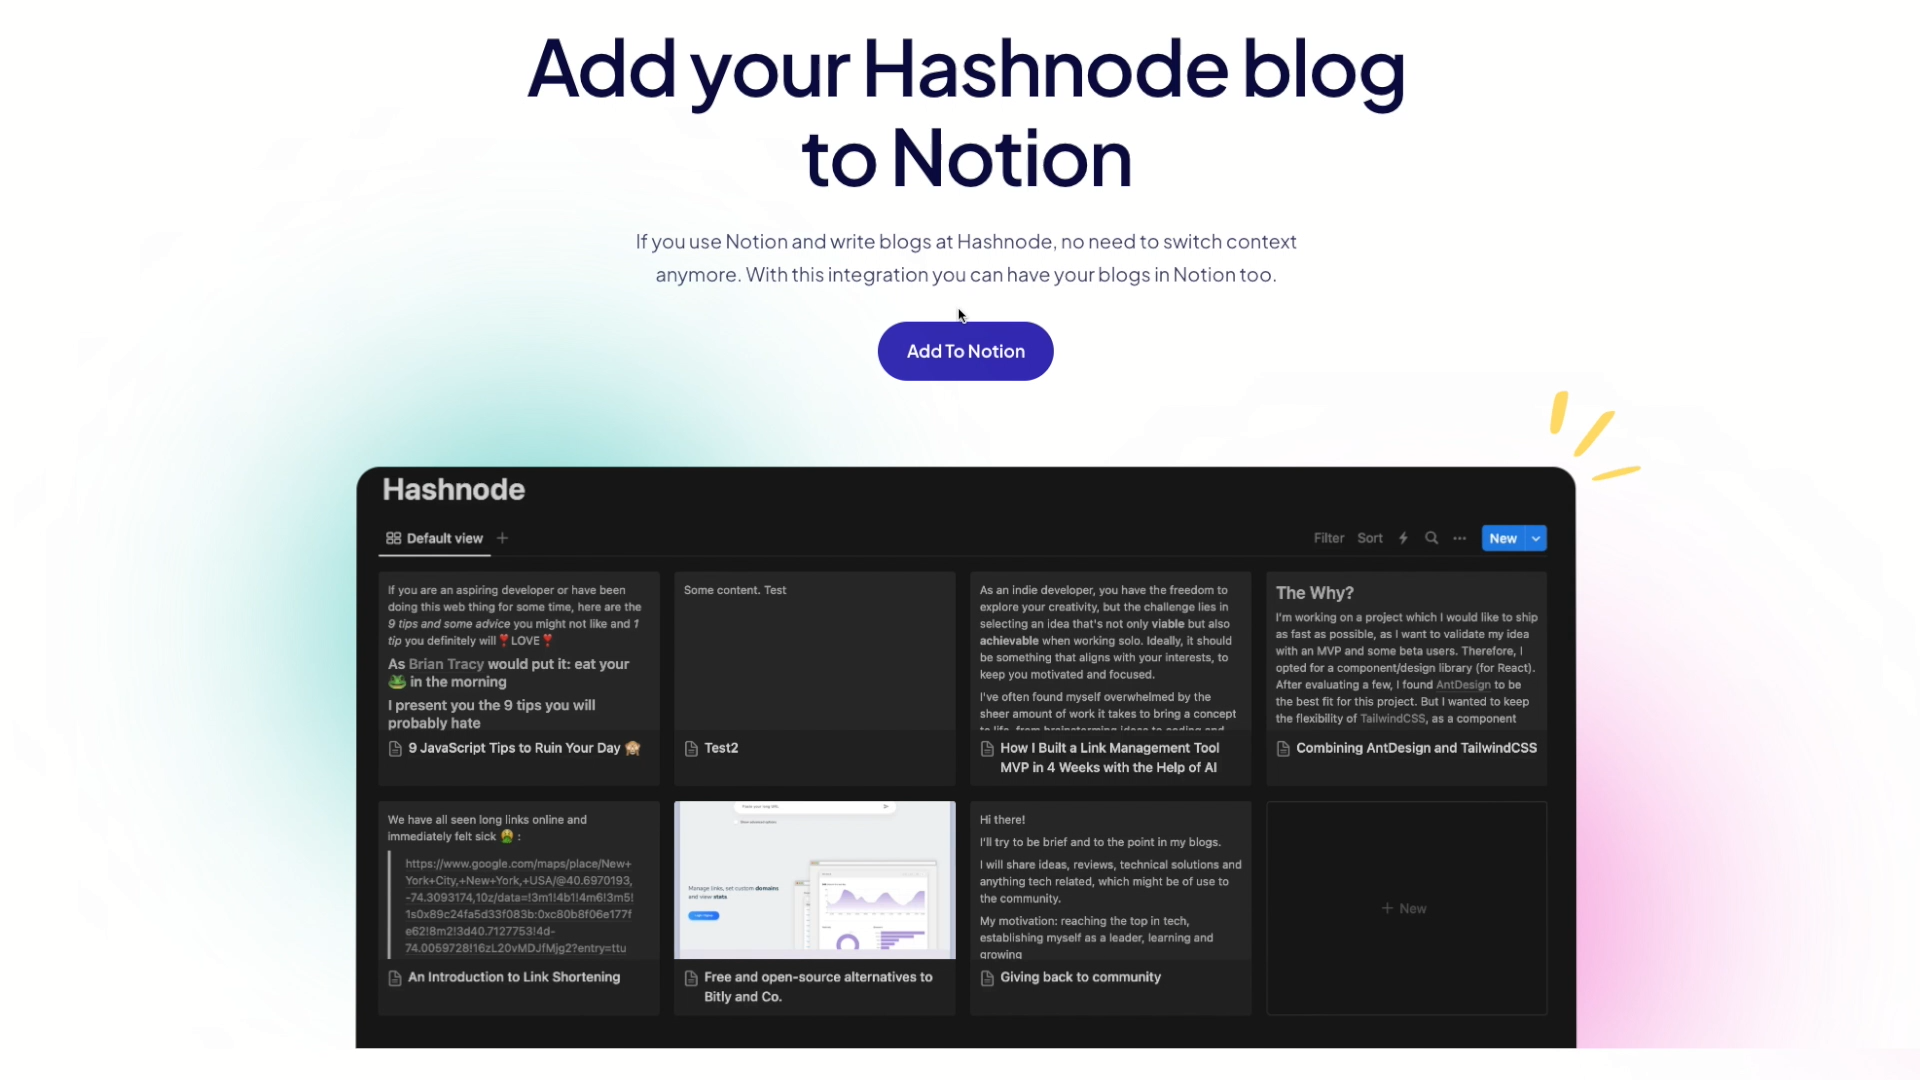 Add your Hashnode blog
to Notion
If you use Notion and write blogs at Hashnode, no need to switch context
anymore. With this integration you can have your blogs in Notion too.
Add To Notion
Hashnode
Default view
Filter Sort New
If you are an aspiring developer or have been
doing this web thing for some time, here are the
9 tips and some advice you might not like and 1
tip you definitely will❣️LOVE❣️
As Brian Tracy would put it: eat your
🐸 in the morning
I present you the 9 tips you will
probably hate
9 JavaScript Tips to Ruin Your Day 🙈
Some content. Test
Test2
As an indie developer, you have the freedom to
explore your creativity, but the challenge lies in
selecting an idea that's not only viable but also
achievable when working solo. Ideally, it should
be something that aligns with your interests, to
keep you motivated and focused.
I've often found myself overwhelmed by the
sheer amount of work it takes to bring a concept
to life, from brainstorming ideas to coding and
How I Built a Link Management Tool
MVP in 4 Weeks with the Help of AI
The Why?
I'm working on a project which I would like to ship
as fast as possible, as I want to validate my idea
with an MVP and some beta users. Therefore, I
opted for a component/design library (for React).
After evaluating a few, I found AntDesign to be
the best fit for this project. But I wanted to keep
the flexibility of TailwindCSS, as a component
Combining AntDesign and TailwindCSS
We have all seen long links online and
immediately felt sick 🤮 :
https://www.google.com/maps/place/New+
York+City,+New+York,+USA/@40.6970193,
-74.3093174,10z/data=!3m1!4b1!4m6!3m5!
1s0x89c24fa5d33f083b:0xc80b8f06e177f
e62!8m2!3d40.7127753!4d-
74.0059728!16zL20vMDJfMjg2?entry=ttu
An Introduction to Link Shortening
Manage links, set custom domains
and view stats
Free and open-source alternatives to
Bitly and Co.
Hi there!
I'll try to be brief and to the point in my blogs.
I will share ideas, reviews, technical solutions and
anything tech related, which might be of use to
the community.
My motivation: reaching the top in tech,
establishing myself as a leader, learning and
growing
Giving back to community
+ New